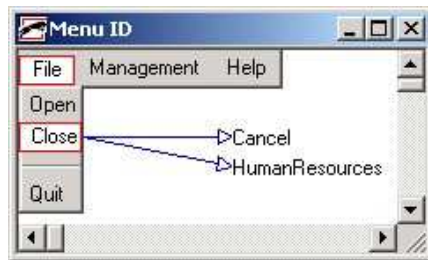 Menu ID
File Management Help
Open
Close
Cancel
HumanResources
Quit